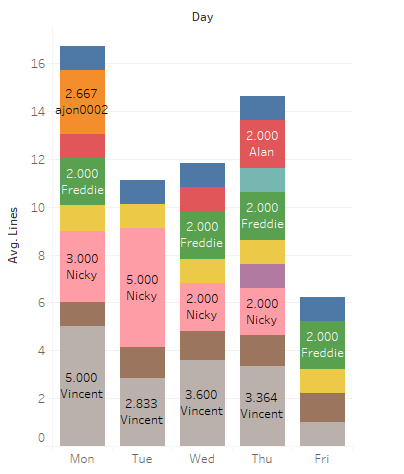 Day
Avg. Lines
16
14
12
10
8
6
4
2
0
2.667
ajon0002
2.000
Freddie
3.000
Nicky
5.000
Vincent
5.000
Nicky
2.833
Vincent
2.000
Freddie
2.000
Nicky
3.600
Vincent
2.000
Alan
2.000
Freddie
2.000
Nicky
3.364
Vincent
2.000
Freddie
Mon Tue Wed Thu Fri